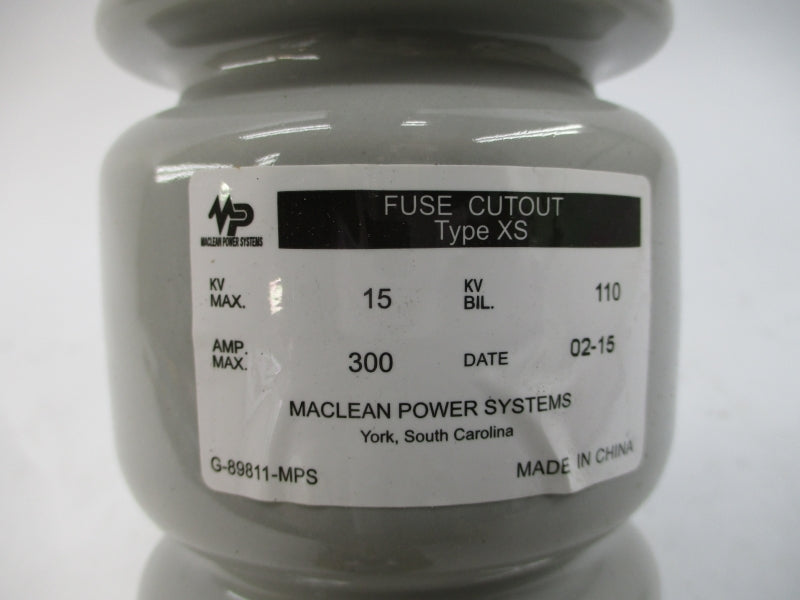 MP
MACLEAN POWER SYSTEMS
FUSE CUTOUT
Type XS
KV MAX. 15 KV BIL. 110
AMP. MAX. 300 DATE 02-15
MACLEAN POWER SYSTEMS
York, South Carolina
G-89811-MPS MADE IN CHINA